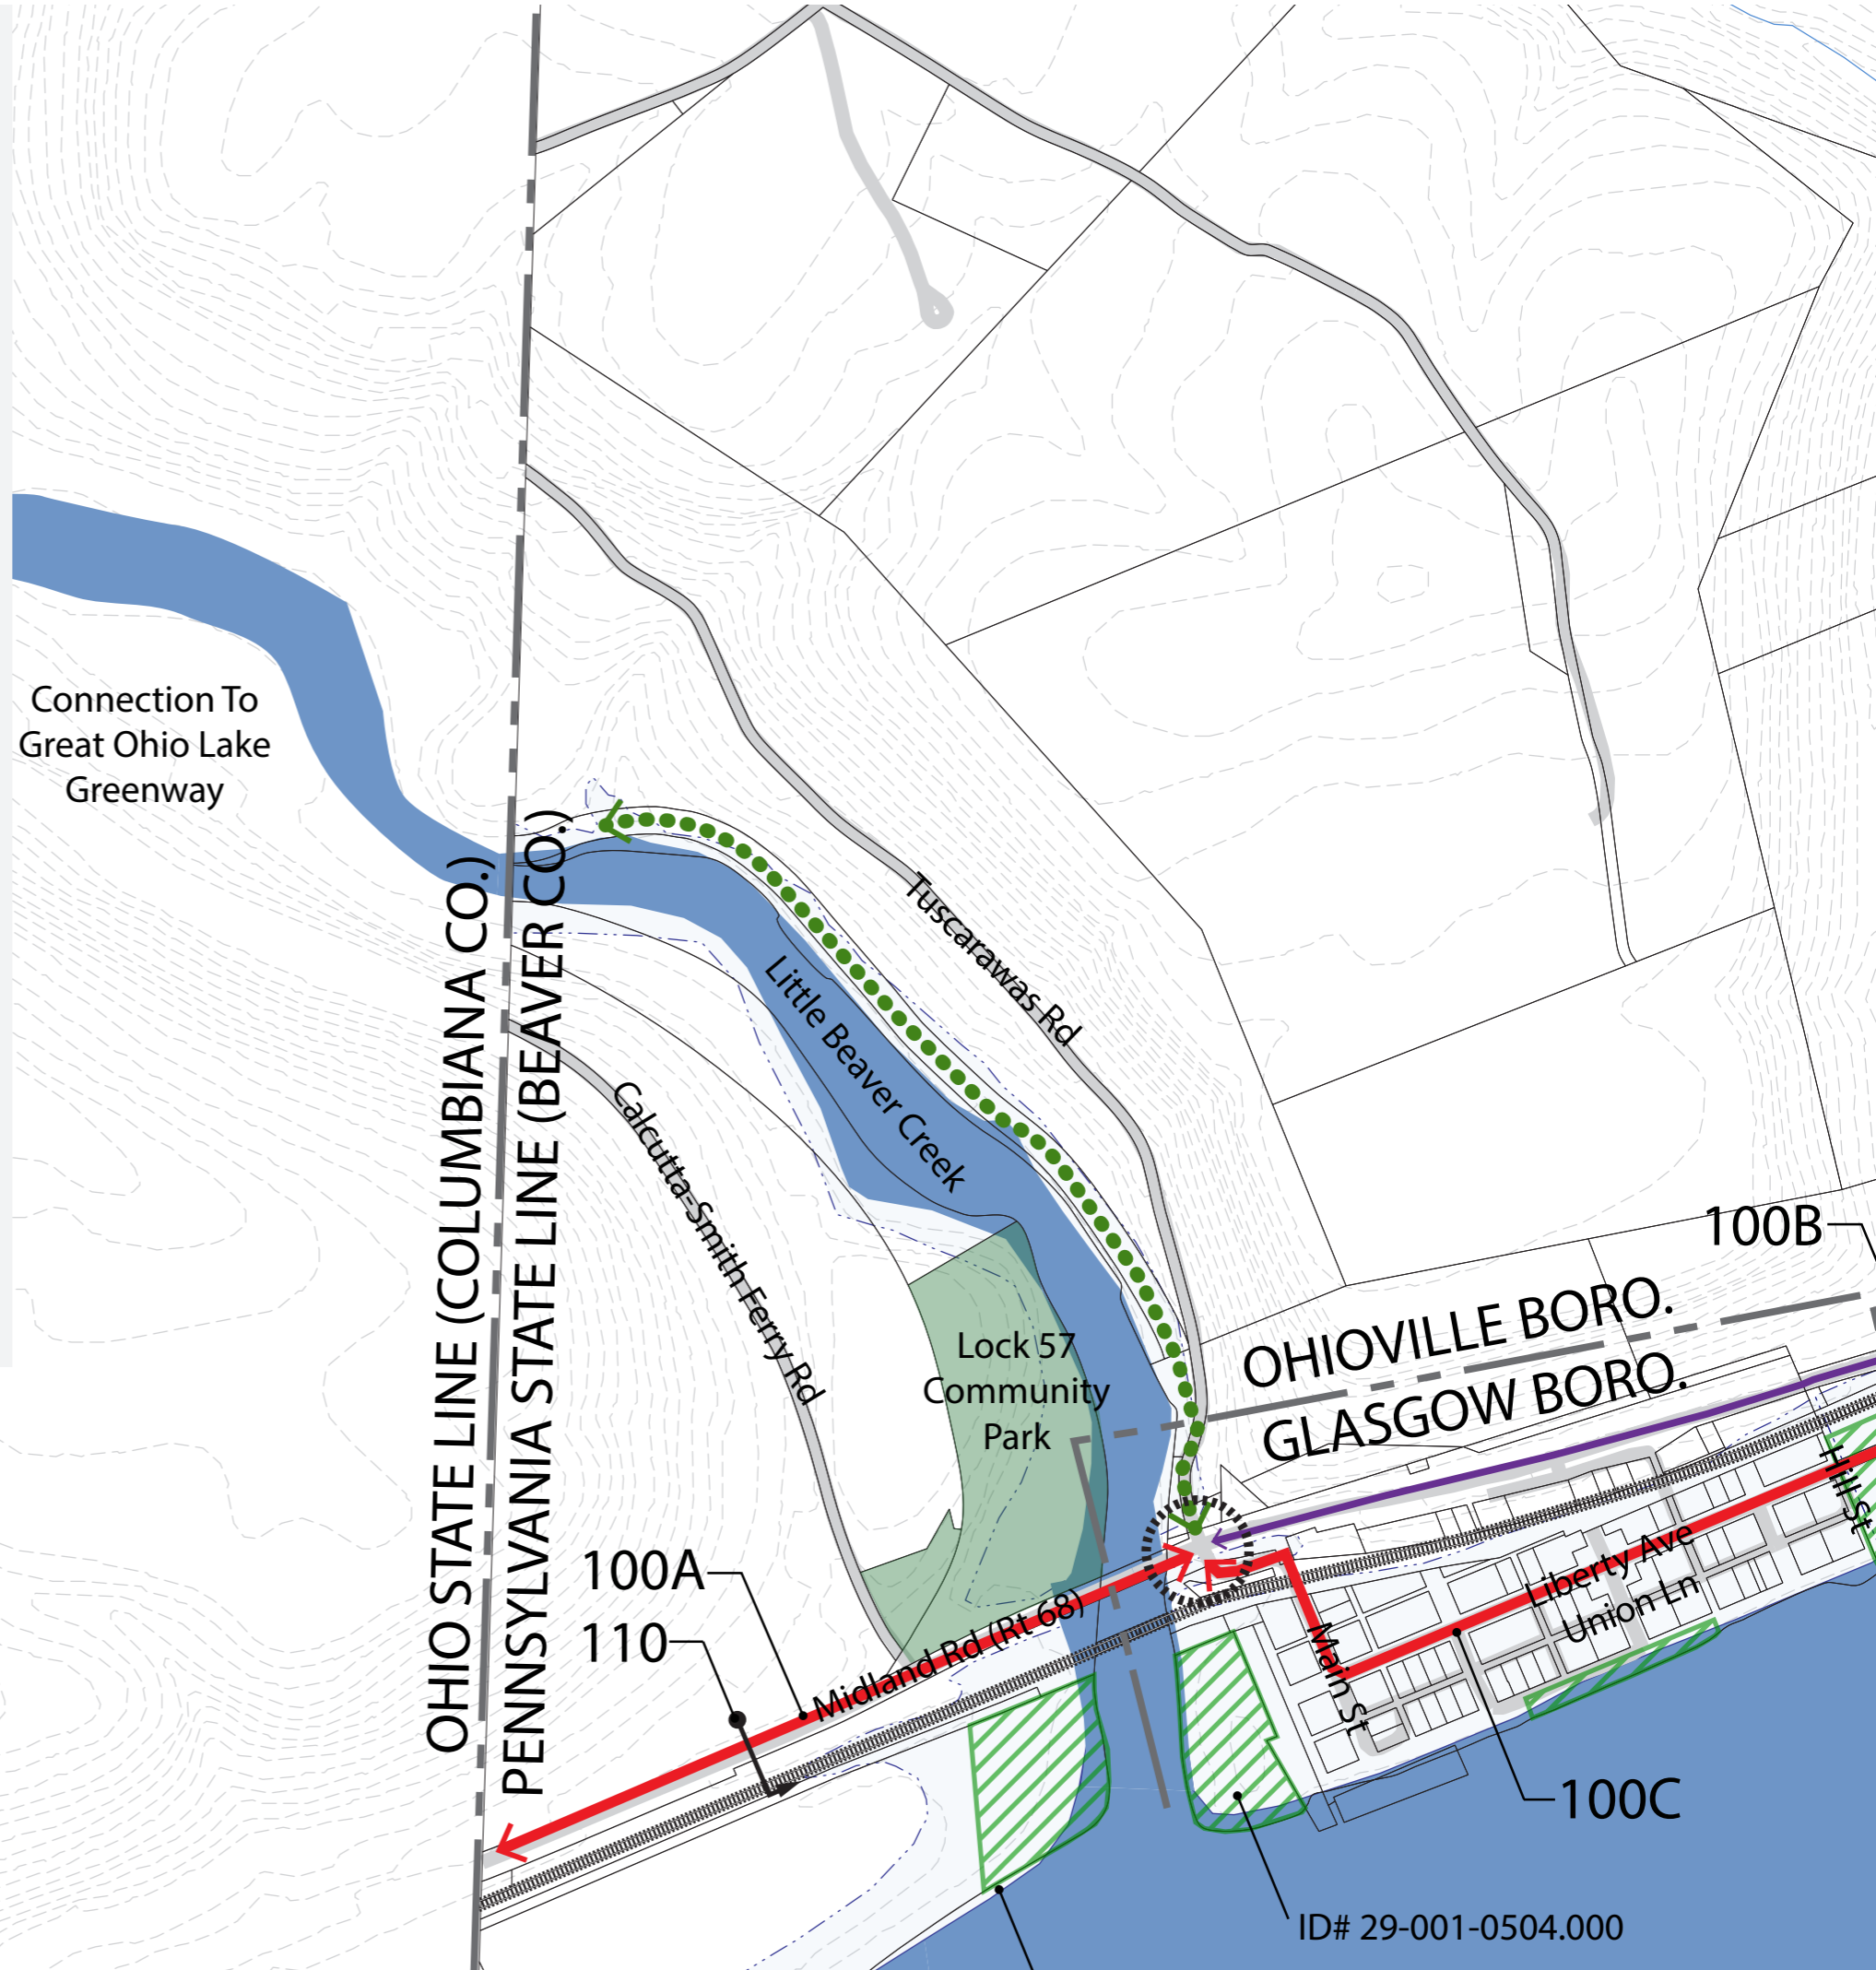 Connection To
Great Ohio Lake
Greenway
OHIO STATE LINE (COLUMBIANA CO.)
PENNSYLVANIA STATE LINE (BEAVER CO.)
Tuscarawas Rd
Little Beaver Creek
Calcutta-Smith Ferry Rd
Lock 57
Community
Park
100B
OHIOVILLE BORO.
GLASGOW BORO.
Hill St
100A
110
Midland Rd (Rt 68)
Liberty Ave
Union Ln
Main St
100C
ID# 29-001-0504.000